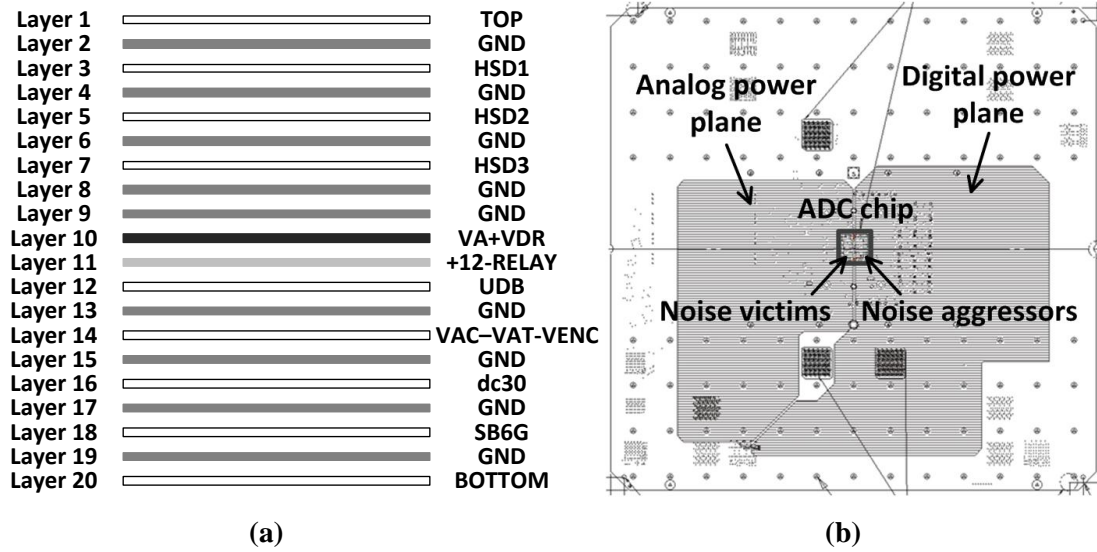 Layer 1 TOP
Layer 2 GND
Layer 3 HSD1
Layer 4 GND
Layer 5 HSD2
Layer 6 GND
Layer 7 HSD3
Layer 8 GND
Layer 9 GND
Layer 10 VA+VDR
Layer 11 +12-RELAY
Layer 12 UDB
Layer 13 GND
Layer 14 VAC–VAT-VENC
Layer 15 GND
Layer 16 dc30
Layer 17 GND
Layer 18 SB6G
Layer 19 GND
Layer 20 BOTTOM
(a)
Analog power
plane
Digital power
plane
ADC chip
Noise victims
Noise aggressors
(b)